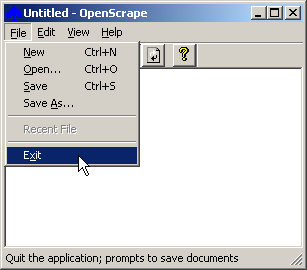 Untitled - OpenScrape
File Edit View Help
New Ctrl+N
Open... Ctrl+O
Save Ctrl+S
Save As...
Recent File
Exit
Quit the application; prompts to save documents